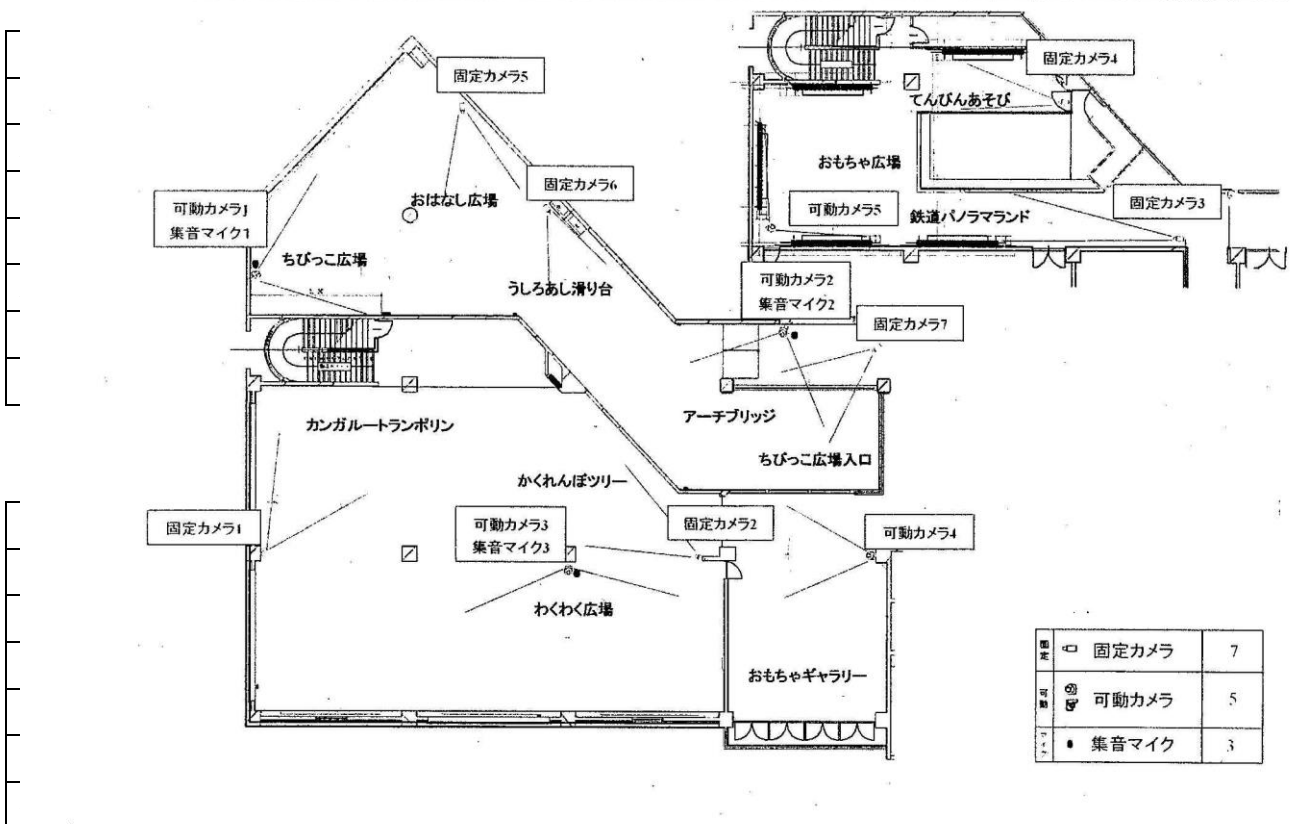 固定カメラ5
固定カメラ4
てんびんあそび
おもちゃ広場
固定カメラ6
可動カメラ1
集音マイク1
おはなし広場
可動カメラ5
鉄道パノラマランド
固定カメラ3
ちびっこ広場
うしろあし滑り台
可動カメラ2
集音マイク2
固定カメラ7
カンガルートランポリン
アーチブリッジ
ちびっこ広場入口
かくれんぼツリー
固定カメラ1
可動カメラ3
集音マイク3
固定カメラ2
可動カメラ4
わくわく広場
おもちゃギャラリー
固定 固定カメラ 7
可動 可動カメラ 5
マイク 集音マイク 3